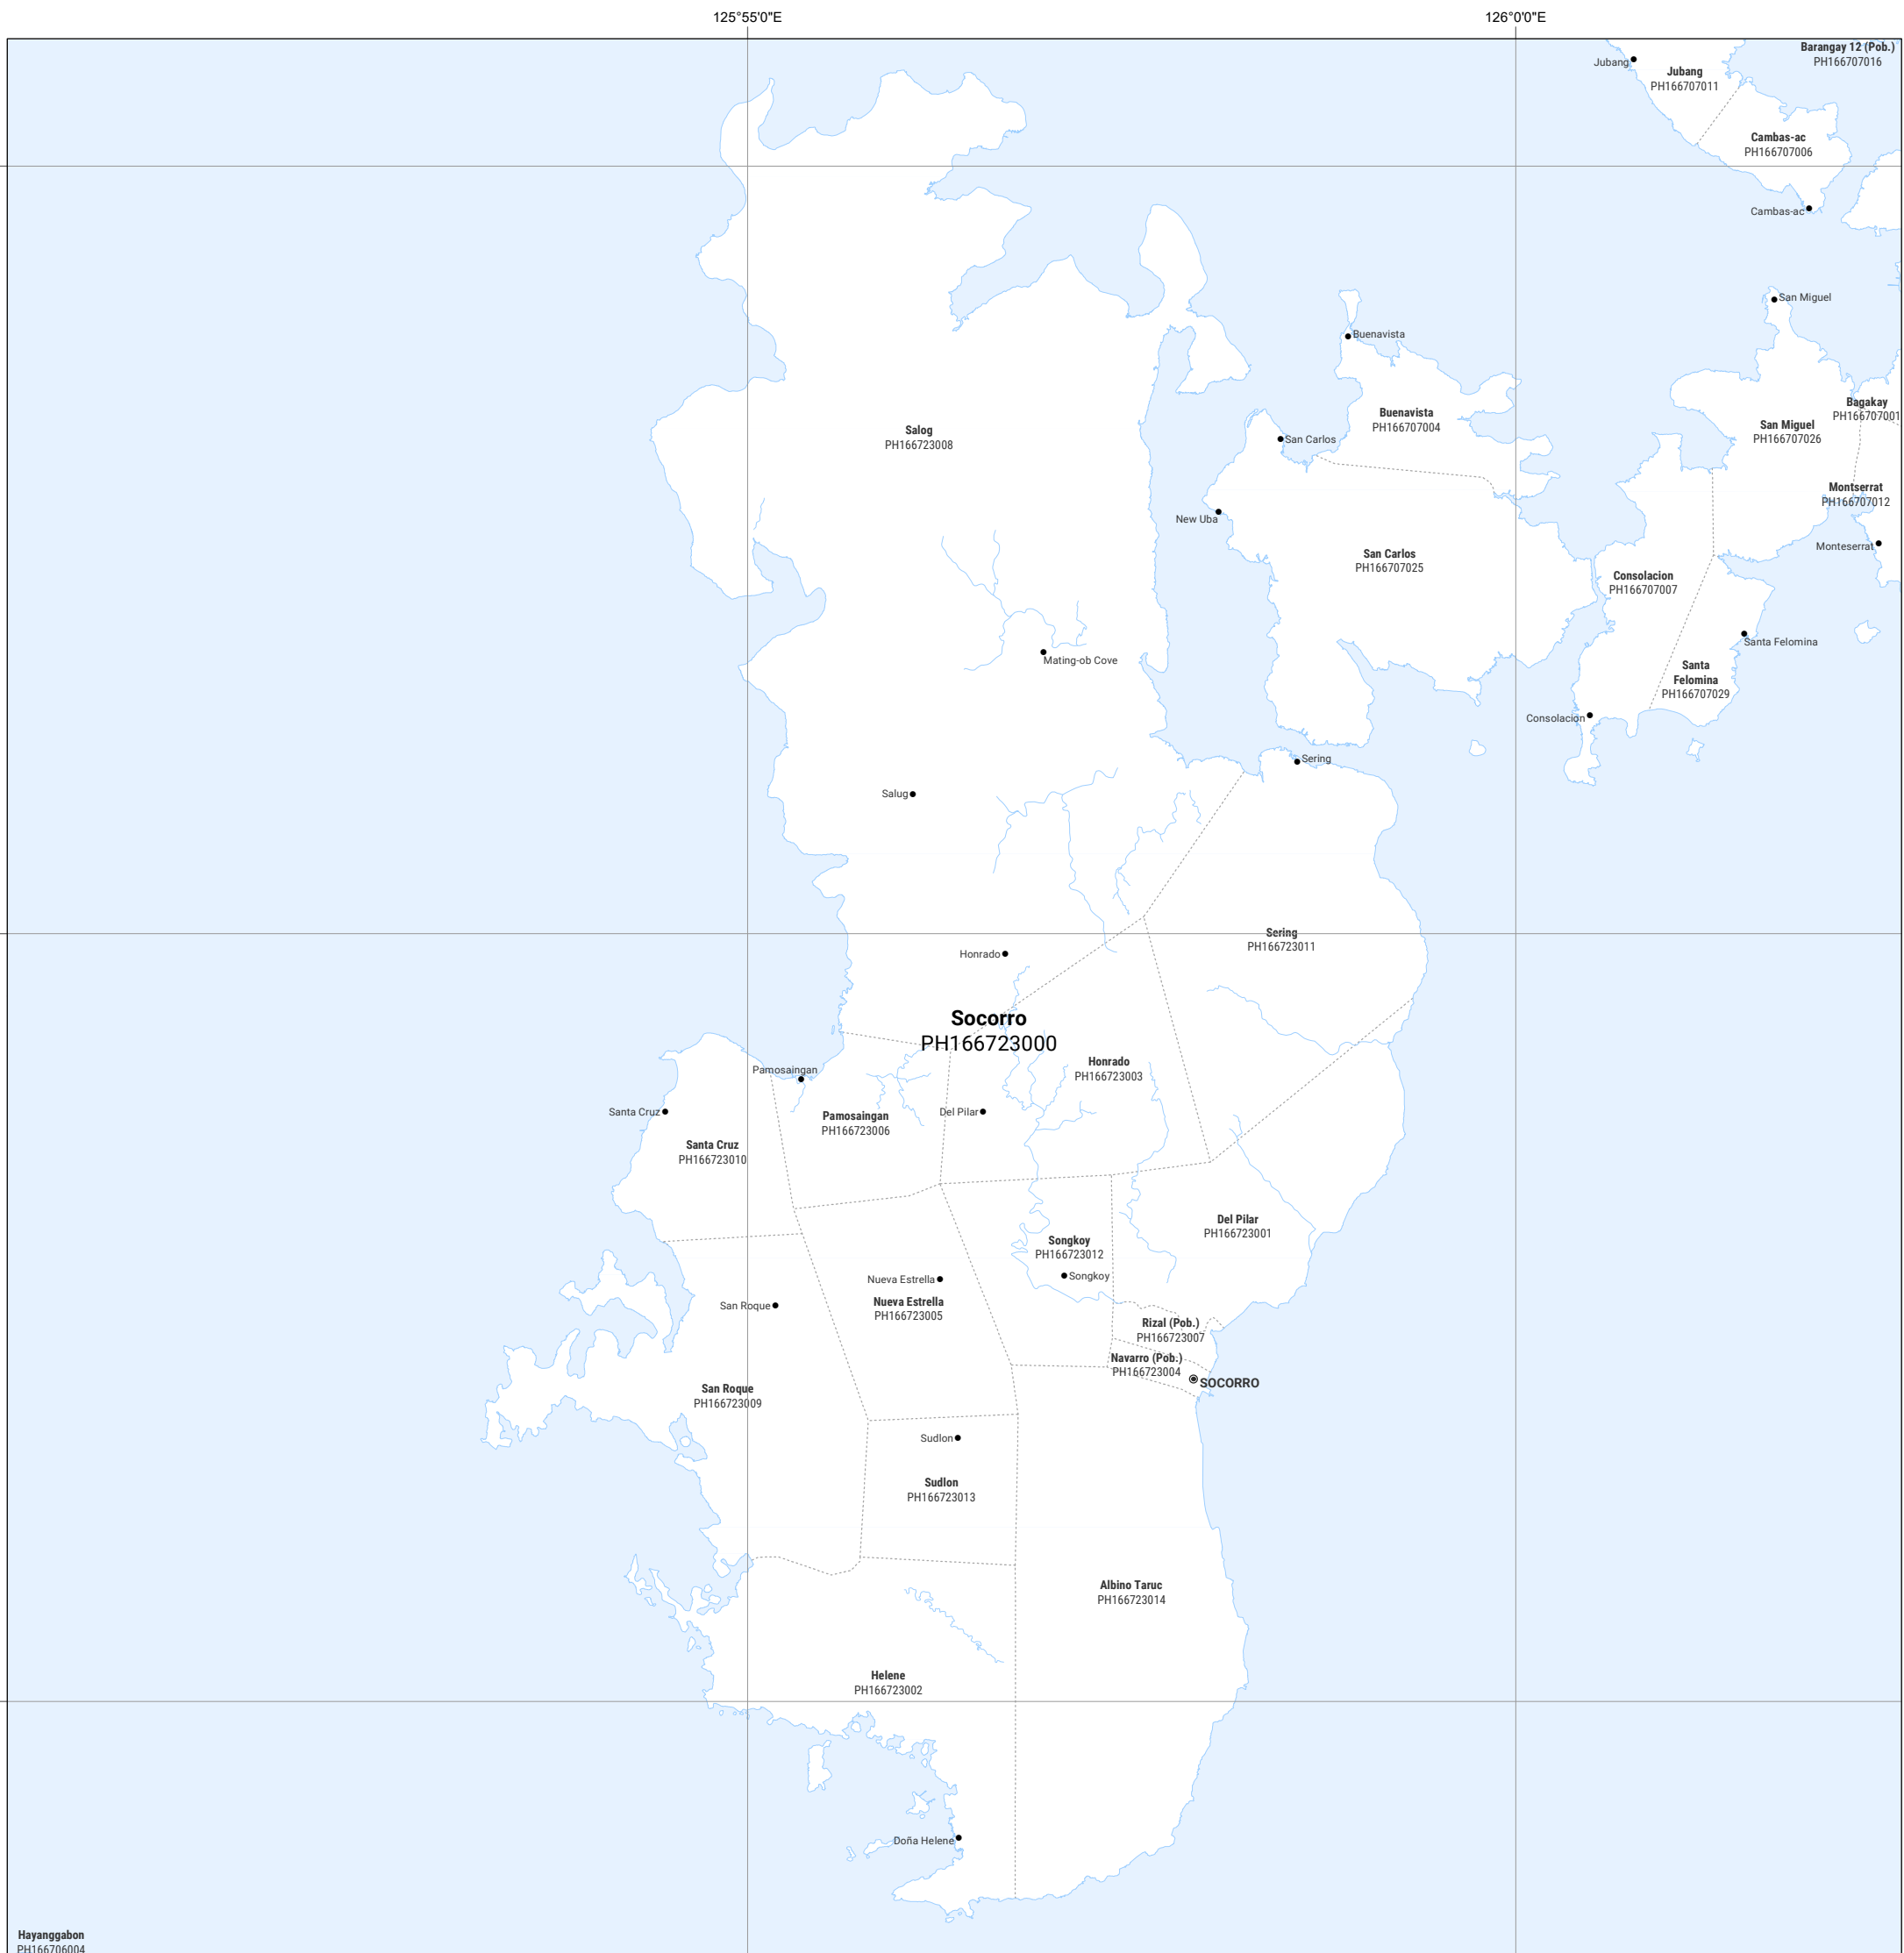 125°55'0"E
126°0'0"E
Barangay 12 (Pob.)
PH166707016
Jubang
Jubang
PH166707011
Cambas-ac
PH166707006
Cambas-ac
San Miguel
Buenavista
Bagakay
PH166707001
Buenavista
PH166707004
San Miguel
PH166707026
Salog
PH166723008
San Carlos
Montserrat
PH166707012
New Uba
Monteserrat
San Carlos
PH166707025
Consolacion
PH166707007
Santa Felomina
Mating-ob Cove
Santa
Felomina
PH166707029
Consolacion
Sering
Salug
Sering
PH166723011
Honrado
Socorro
PH166723000
Honrado
PH166723003
Pamosaingan
Santa Cruz
Pamosaingan
PH166723006
Del Pilar
Santa Cruz
PH166723010
Del Pilar
PH166723001
Songkoy
PH166723012
Songkoy
Nueva Estrella
Nueva Estrella
PH166723005
San Roque
Rizal (Pob.)
PH166723007
Navarro (Pob.)
PH166723004
SOCORRO
San Roque
PH166723009
Sudlon
Sudlon
PH166723013
Albino Taruc
PH166723014
Helene
PH166723002
Doña Helene
Hayanggabon
PH166706004